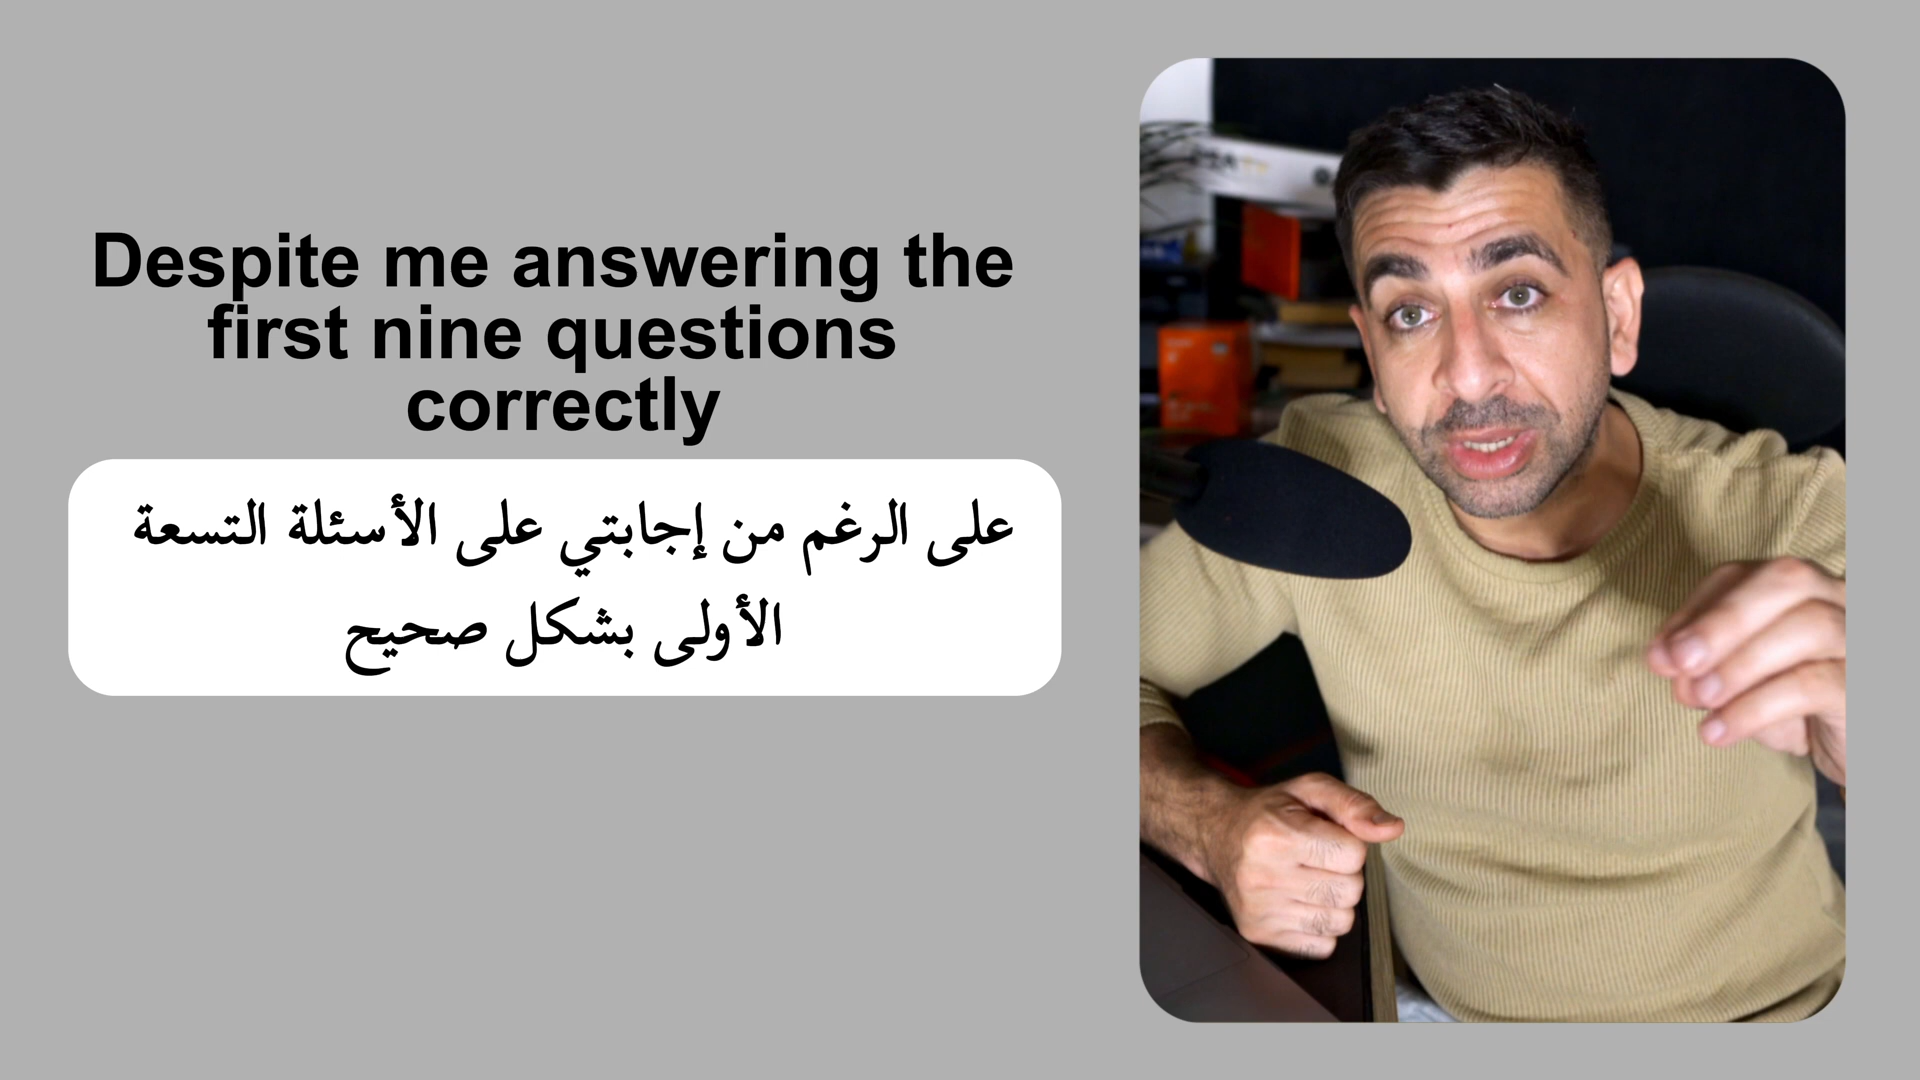 Despite me answering the
first nine questions
correctly
على الرغم من إجابتي على الأسئلة التسعة
الأولى بشكل صحيح